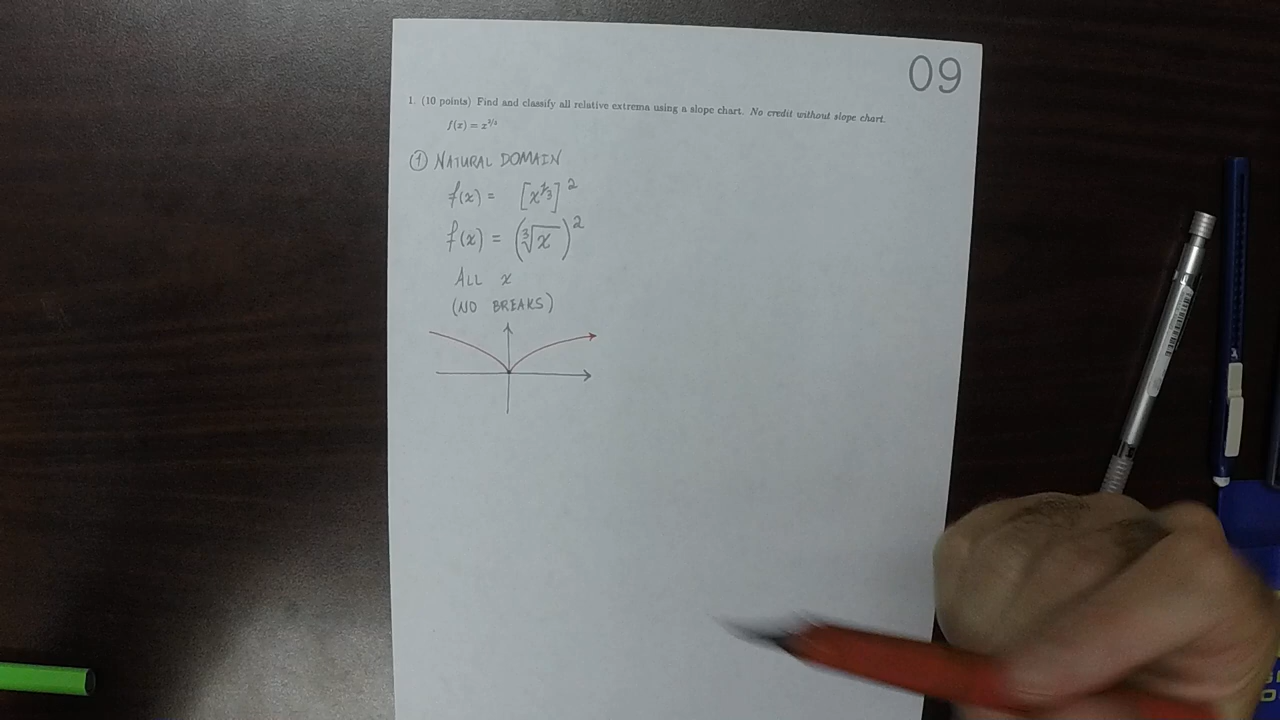 09
1. (10 points) Find and classify all relative extrema using a slope chart. No credit without slope chart.
f(x) = x^{2/3}
① NATURAL DOMAIN
f(x) = [x^{1/3}]^2
f(x) = (∛x)^2
ALL x
(NO BREAKS)